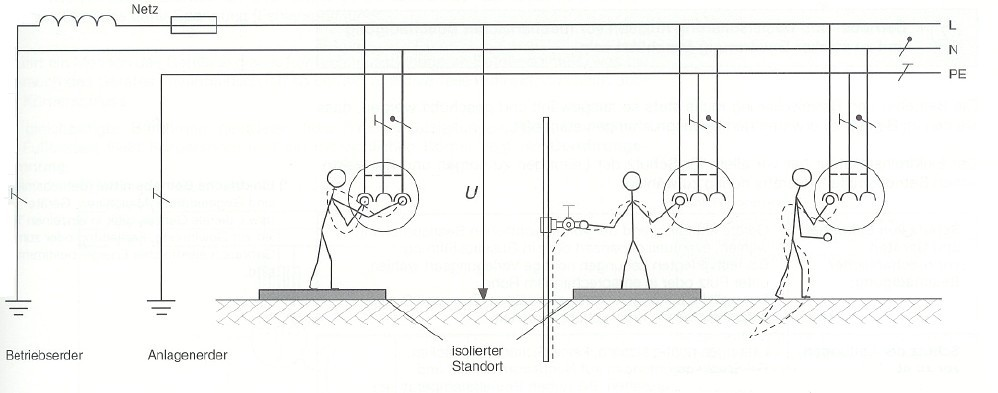 Netz
L
N
PE
U
Betriebserder
Anlagenerder
isolierter
Standort